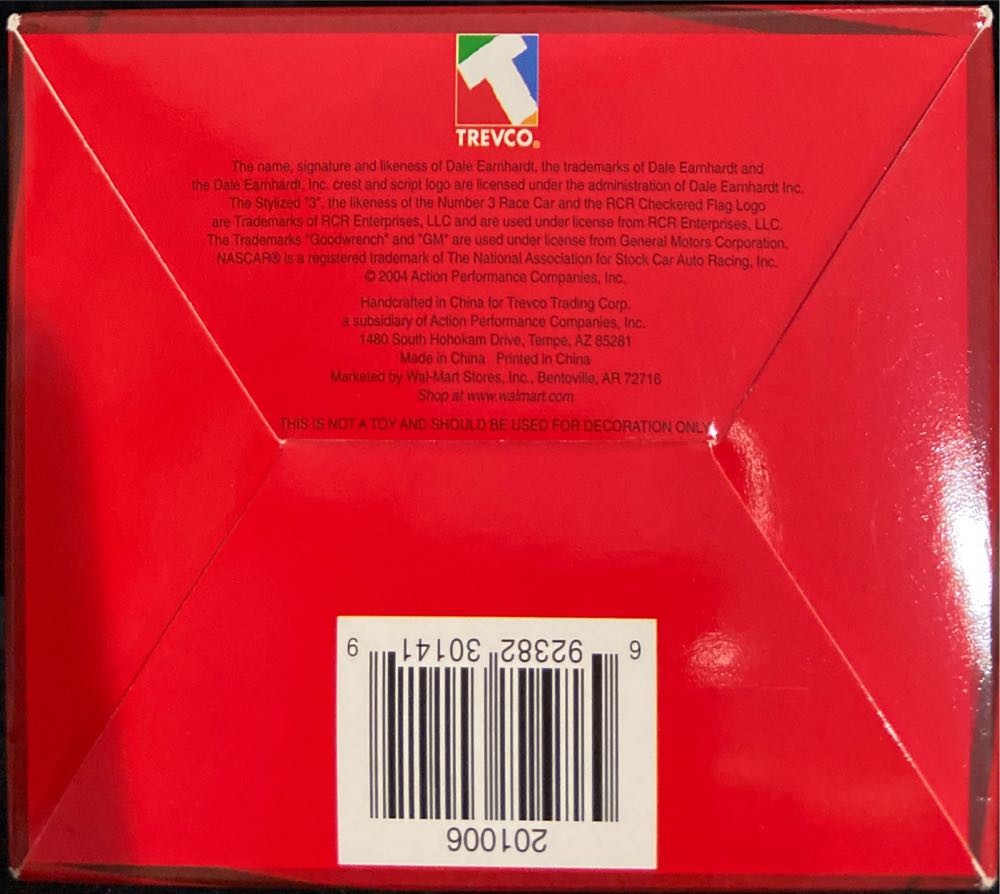 TREVCO®
The name, signature and likeness of Dale Earnhardt, the trademarks of Dale Earnhardt and
the Dale Earnhardt, Inc. crest and script logo are licensed under the administration of Dale Earnhardt Inc.
The Stylized "3", the likeness of the Number 3 Race Car and the RCR Checkered Flag Logo
are Trademarks of RCR Enterprises, LLC and are used under license from RCR Enterprises, LLC.
The Trademarks "Goodwrench" and "GM" are used under license from General Motors Corporation.
NASCAR® is a registered trademark of The National Association for Stock Car Auto Racing, Inc.
© 2004 Action Performance Companies, Inc.
Handcrafted in China for Trevco Trading Corp.
a subsidiary of Action Performance Companies, Inc.
1480 South Hohokam Drive, Tempe, AZ 85281
Made in China Printed in China
Marketed by Wal-Mart Stores, Inc., Bentoville, AR 72716
Shop at www.walmart.com
THIS IS NOT A TOY AND SHOULD BE USED FOR DECORATION ONLY.
201006
6 92382 30141 9